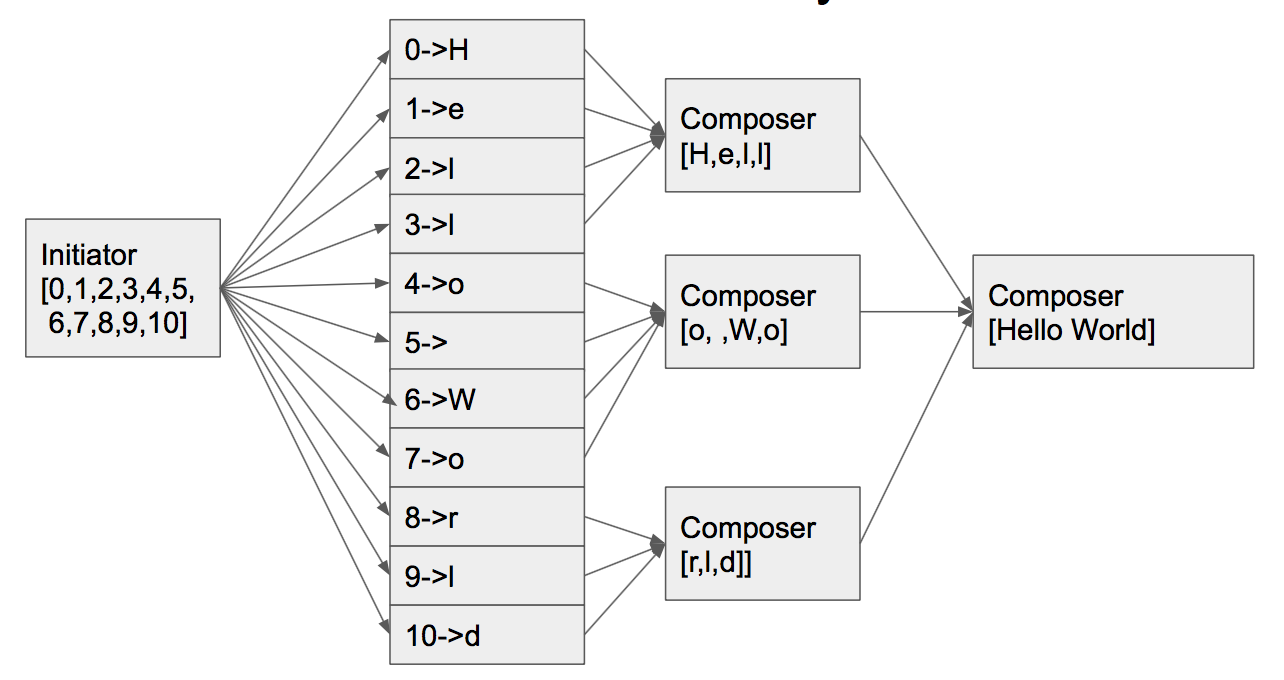 0->H
1->e
2->l
3->l
4->o
5->
6->W
7->o
8->r
9->l
10->d
Initiator
[0,1,2,3,4,5,
6,7,8,9,10]
Composer
[H,e,l,l]
Composer
[o, ,W,o]
Composer
[r,l,d]]
Composer
[Hello World]